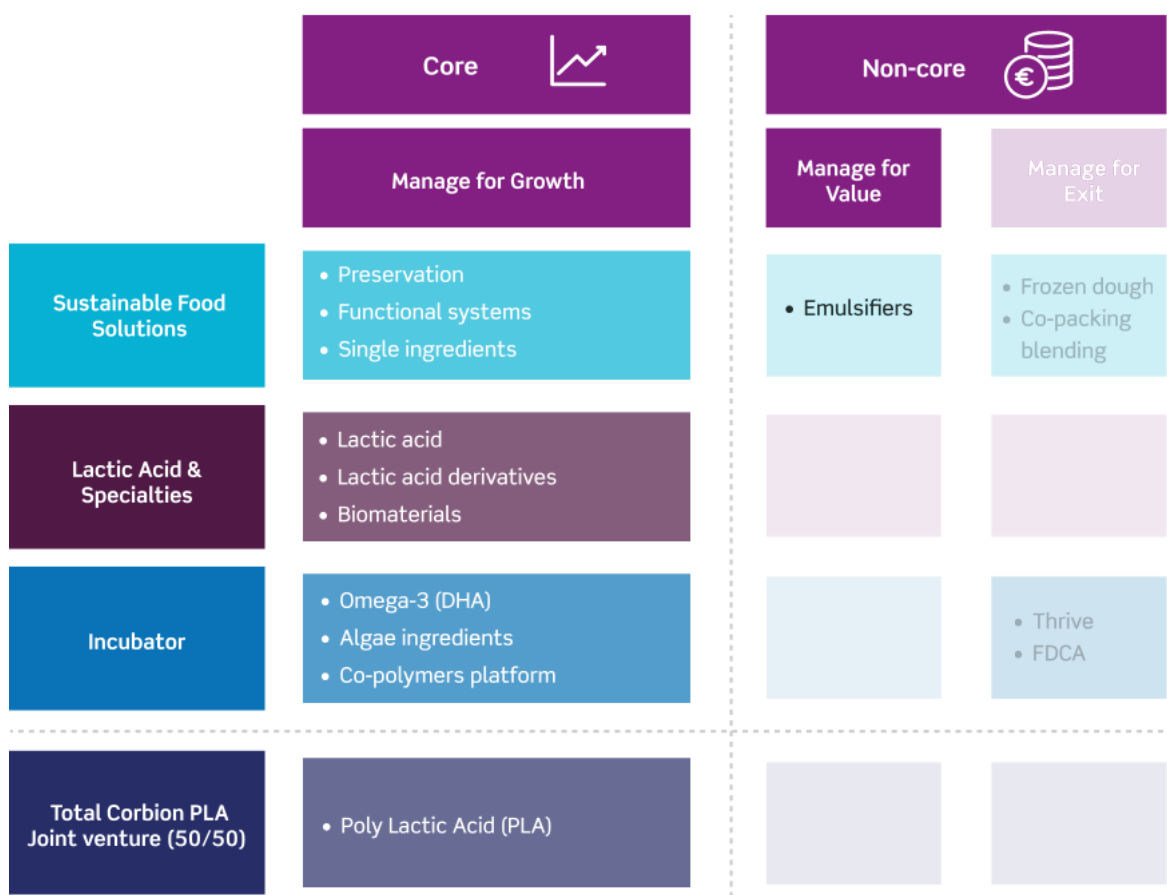 Core
Non-core
€
Manage for Growth
Manage for
Value
Manage for
Exit
Sustainable Food
Solutions
• Preservation
• Functional systems
• Single ingredients
• Emulsifiers
• Frozen dough
• Co-packing
blending
Lactic Acid &
Specialties
• Lactic acid
• Lactic acid derivatives
• Biomaterials
Incubator
• Omega-3 (DHA)
• Algae ingredients
• Co-polymers platform
• Thrive
• FDCA
Total Corbion PLA
Joint venture (50/50)
• Poly Lactic Acid (PLA)